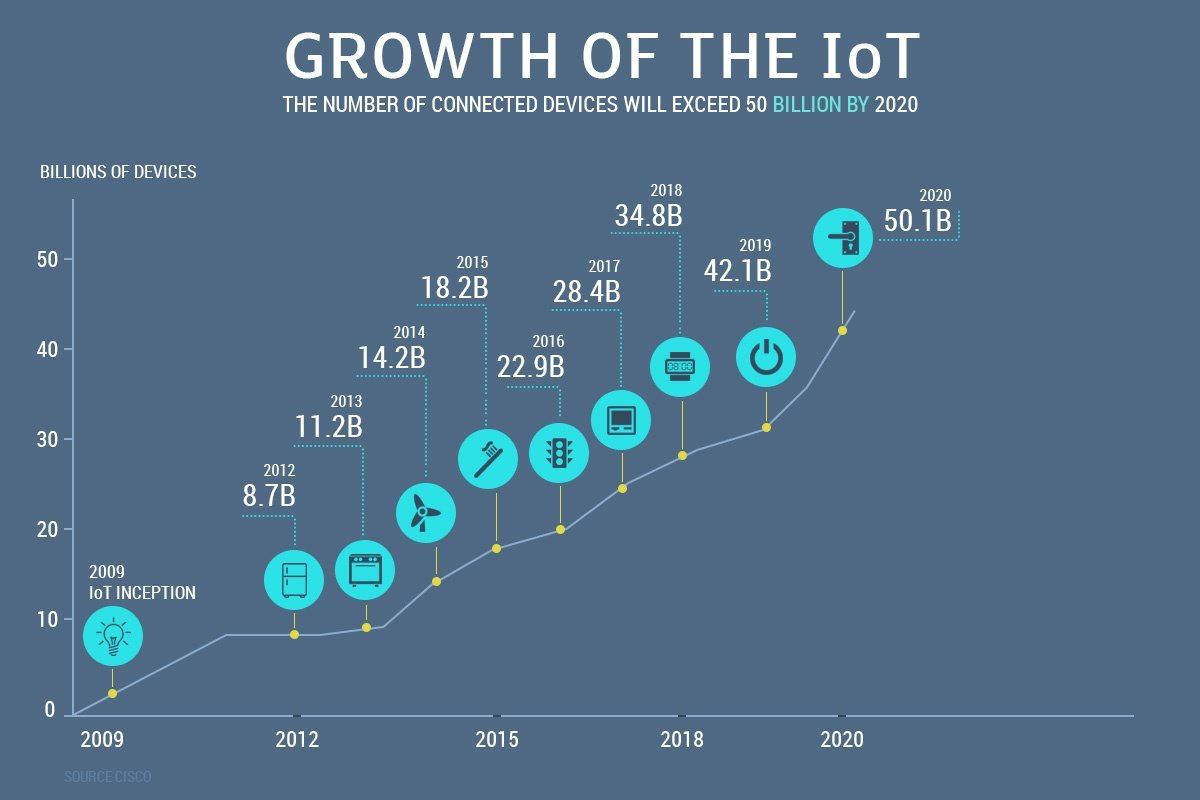 GROWTH OF THE IoT
THE NUMBER OF CONNECTED DEVICES WILL EXCEED 50 BILLION BY 2020
BILLIONS OF DEVICES
50
40
30
20
10
0
2009
IoT INCEPTION
2012
8.7B
2013
11.2B
2014
14.2B
2015
18.2B
2016
22.9B
2017
28.4B
2018
34.8B
08:00
2019
42.1B
2020
50.1B
2009
2012
2015
2018
2020
SOURCE CISCO